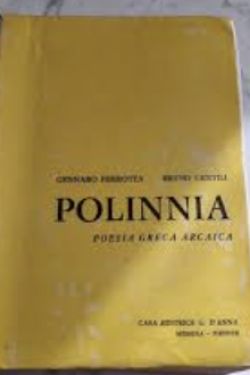 GENNARO PERROTTA BRUNO GENTILI
POLINNIA
POESIA GRECA ARCAICA
CASA EDITRICE G. D'ANNA
MESSINA - FIRENZE